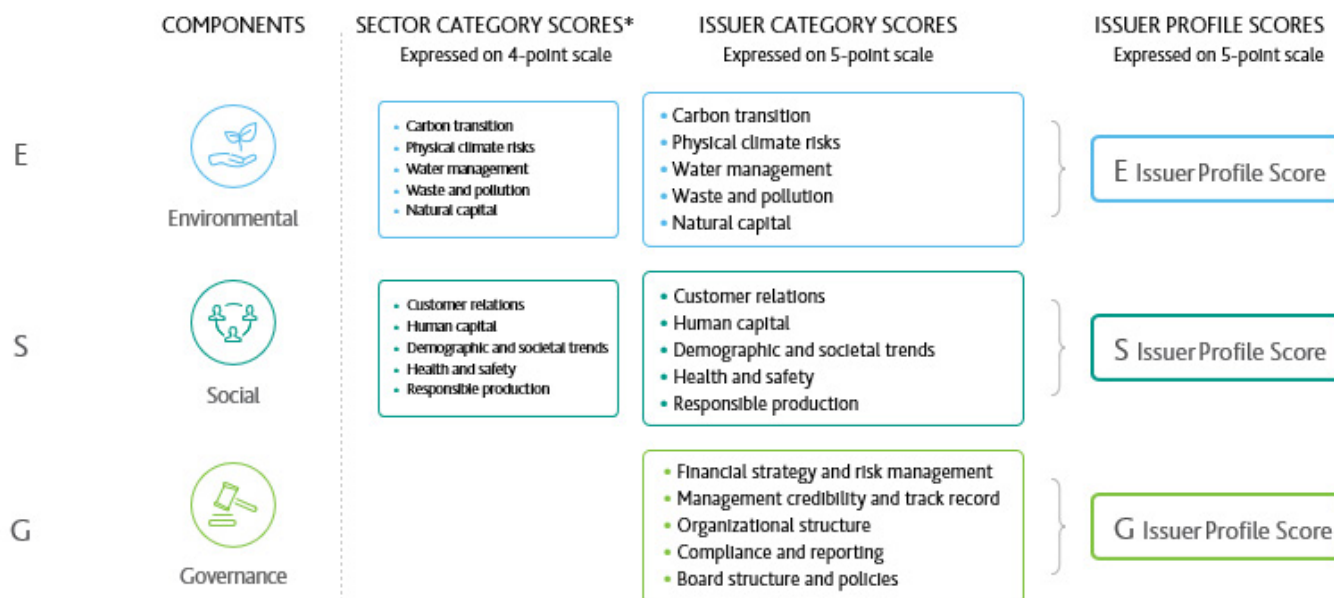 COMPONENTS
SECTOR CATEGORY SCORES*
Expressed on 4-point scale
ISSUER CATEGORY SCORES
Expressed on 5-point scale
ISSUER PROFILE SCORES
Expressed on 5-point scale
E
Environmental
• Carbon transition
• Physical climate risks
• Water management
• Waste and pollution
• Natural capital
• Carbon transition
• Physical climate risks
• Water management
• Waste and pollution
• Natural capital
E Issuer Profile Score
S
Social
• Customer relations
• Human capital
• Demographic and societal trends
• Health and safety
• Responsible production
• Customer relations
• Human capital
• Demographic and societal trends
• Health and safety
• Responsible production
S Issuer Profile Score
G
Governance
• Financial strategy and risk management
• Management credibility and track record
• Organizational structure
• Compliance and reporting
• Board structure and policies
G Issuer Profile Score